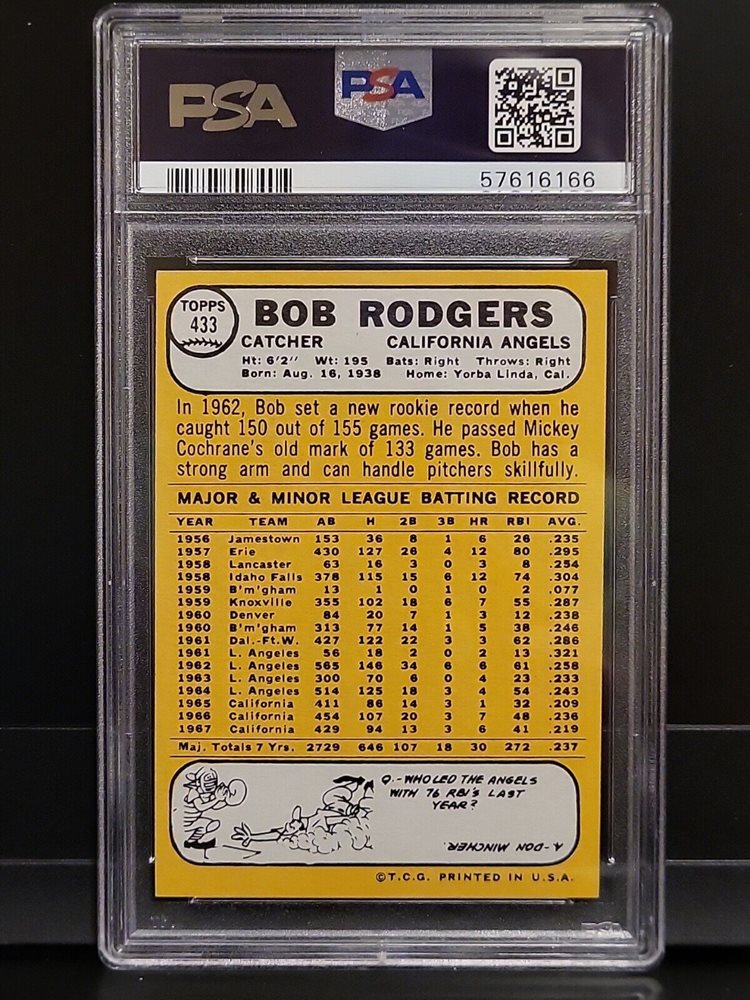 PSA PSA
57616166
TOPPS
433
BOB RODGERS
CATCHER CALIFORNIA ANGELS
Ht: 6'2" Wt: 195 Bats: Right Throws: Right
Born: Aug. 16, 1938 Home: Yorba Linda, Cal.
In 1962, Bob set a new rookie record when he
caught 150 out of 155 games. He passed Mickey
Cochrane's old mark of 133 games. Bob has a
strong arm and can handle pitchers skillfully.
MAJOR & MINOR LEAGUE BATTING RECORD
YEAR TEAM AB H 2B 3B HR RBI AVG.
1956 Jamestown 153 36 8 1 6 26 .235
1957 Erie 430 127 26 4 12 80 .295
1958 Lancaster 63 16 3 0 3 8 .254
1958 Idaho Falls 378 115 15 6 12 74 .304
1959 B'm'gham 13 1 0 1 0 2 .077
1959 Knoxville 355 102 18 6 7 55 .287
1960 Denver 84 20 7 1 3 12 .238
1960 B'm'gham 313 77 14 1 5 38 .246
1961 Dal.-Ft.W. 427 122 22 3 3 62 .286
1961 L. Angeles 56 18 2 0 2 13 .321
1962 L. Angeles 565 146 34 6 6 61 .258
1963 L. Angeles 300 70 6 0 4 23 .233
1964 L. Angeles 514 125 18 3 4 54 .243
1965 California 411 86 14 3 1 32 .209
1966 California 454 107 20 3 7 48 .236
1967 California 429 94 13 3 6 41 .219
Maj. Totals 7 Yrs. 2729 646 107 18 30 272 .237
Q.-WHO LED THE ANGELS
WITH 76 RBI'S LAST
YEAR?
A.-DON MINCHER.
©T.C.G. PRINTED IN U.S.A.
PSA